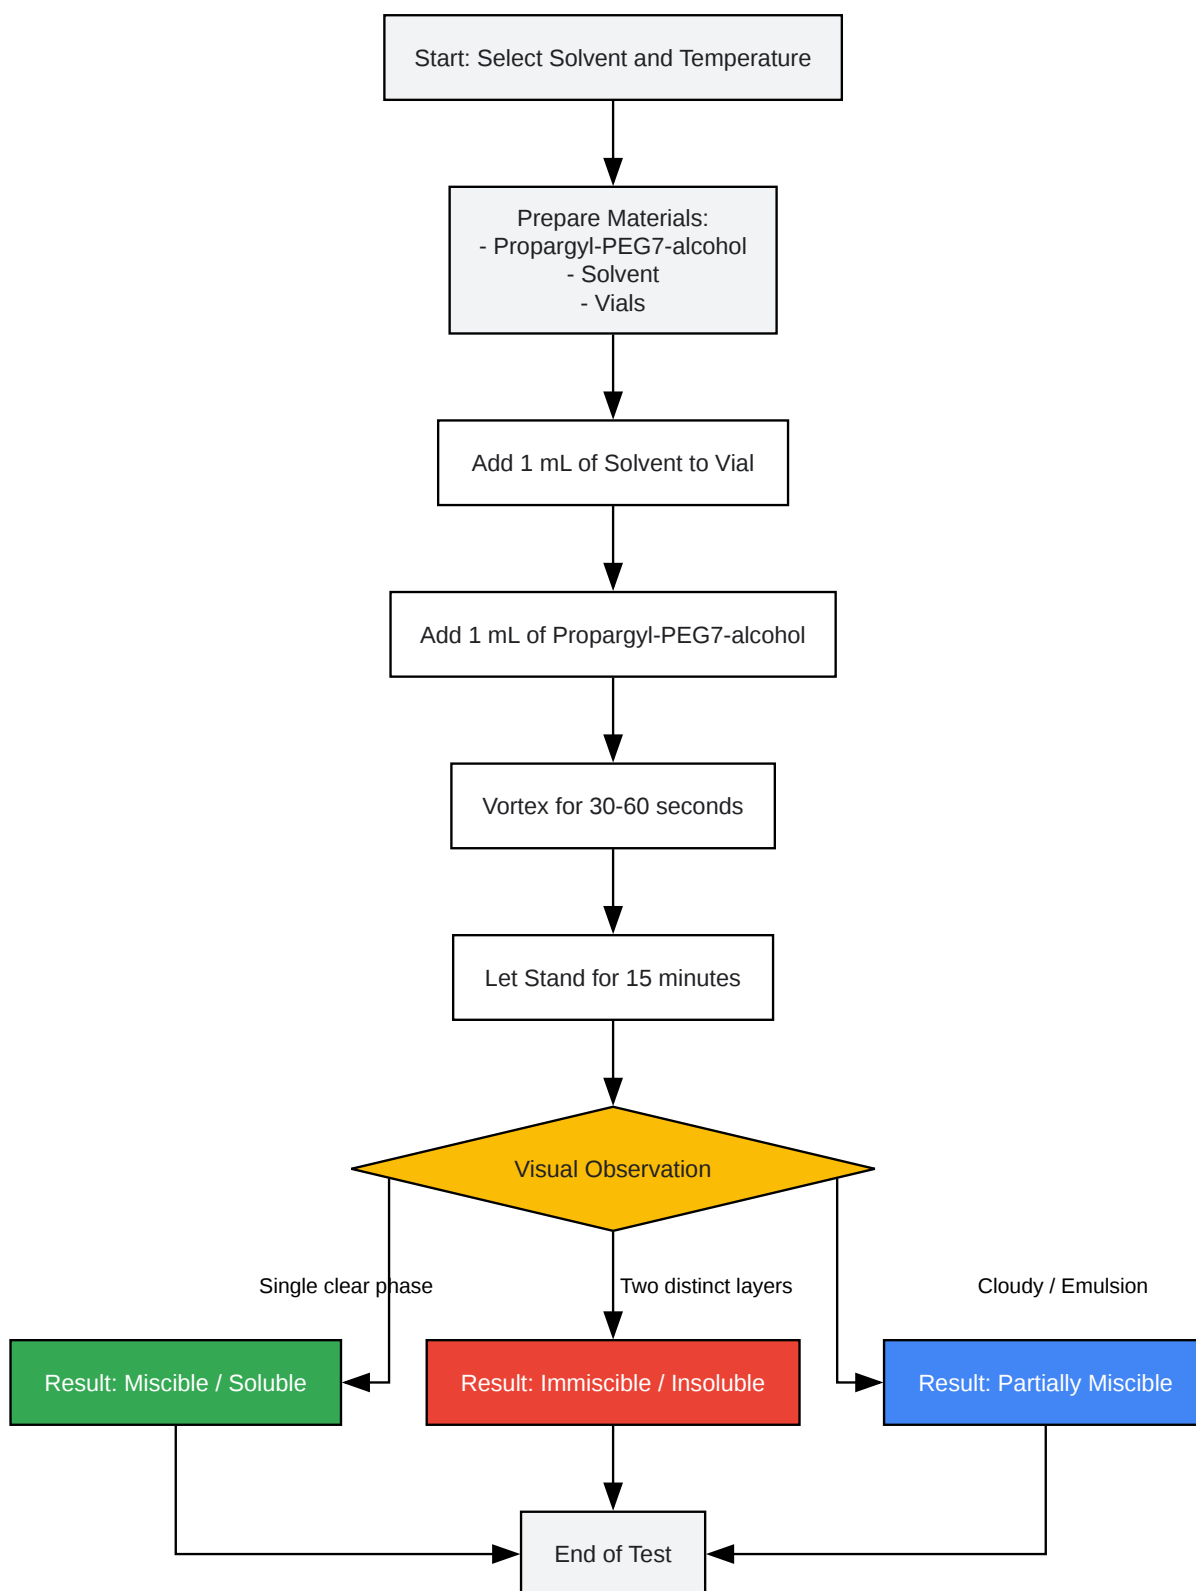 Start: Select Solvent and Temperature
Prepare Materials:
- Propargyl-PEG7-alcohol
- Solvent
- Vials
Add 1 mL of Solvent to Vial
Add 1 mL of Propargyl-PEG7-alcohol
Vortex for 30-60 seconds
Let Stand for 15 minutes
Visual Observation
Single clear phase
Two distinct layers
Cloudy / Emulsion
Result: Miscible / Soluble
Result: Immiscible / Insoluble
Result: Partially Miscible
End of Test